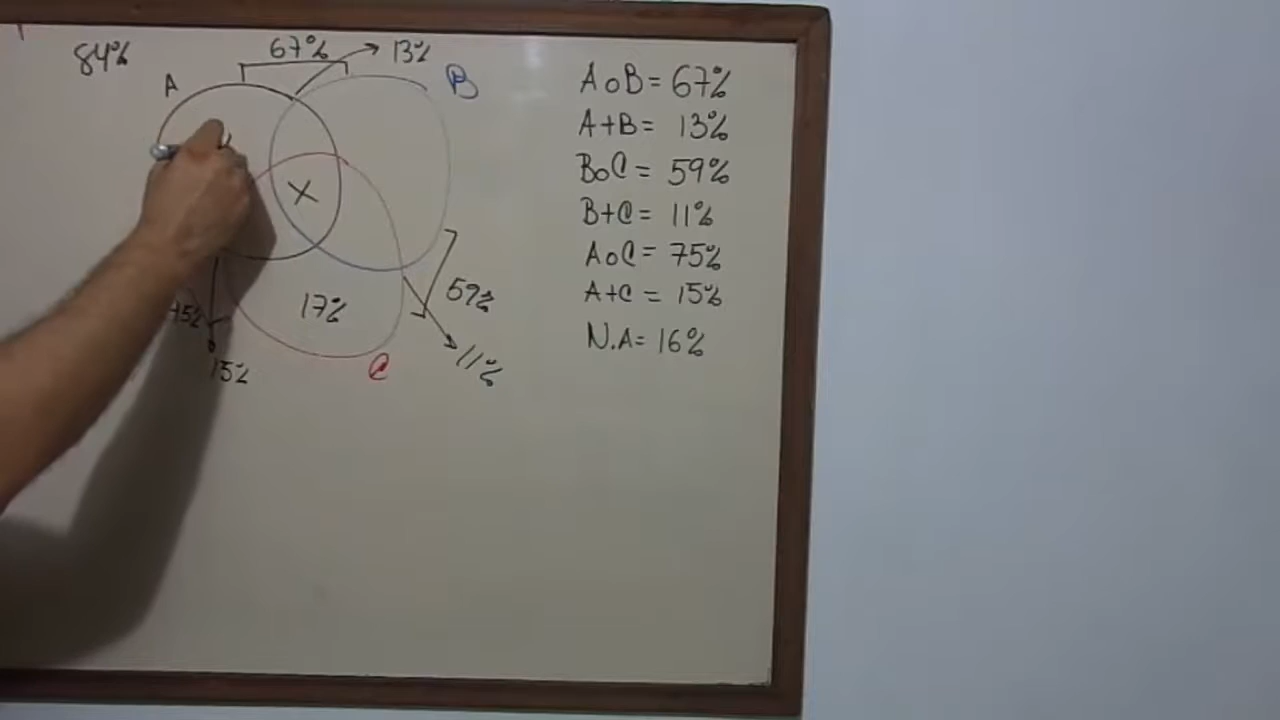 84%
67%
13%
A
B
X
17%
59%
11%
15%
C
AoB = 67%
A+B = 13%
BoC = 59%
B+C = 11%
AoC = 75%
A+C = 15%
N.A = 16%